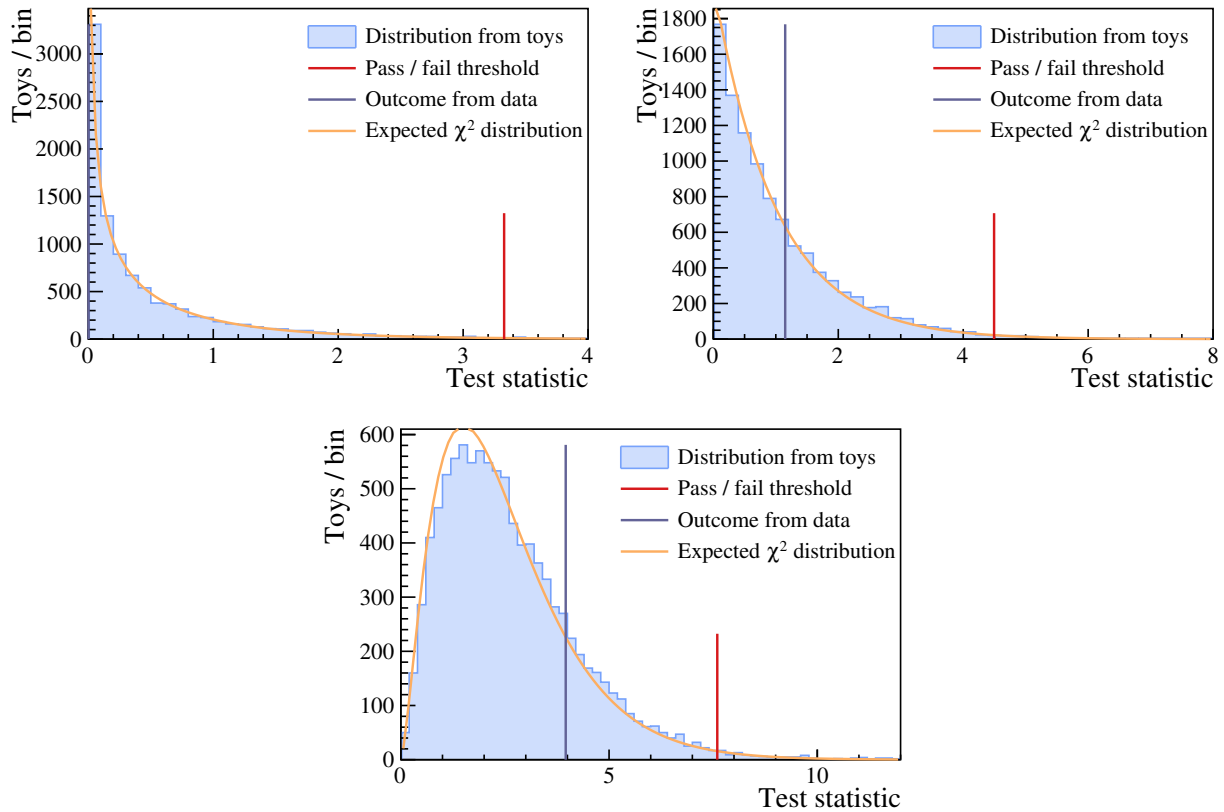 Toys / bin
3000
2500
2000
1500
1000
500
0
0 1 2 3 4
Test statistic
Distribution from toys
Pass / fail threshold
Outcome from data
Expected χ² distribution
Toys / bin
1800
1600
1400
1200
1000
800
600
400
200
0
0 2 4 6 8
Test statistic
Distribution from toys
Pass / fail threshold
Outcome from data
Expected χ² distribution
Toys / bin
600
500
400
300
200
100
0
0 5 10
Test statistic
Distribution from toys
Pass / fail threshold
Outcome from data
Expected χ² distribution